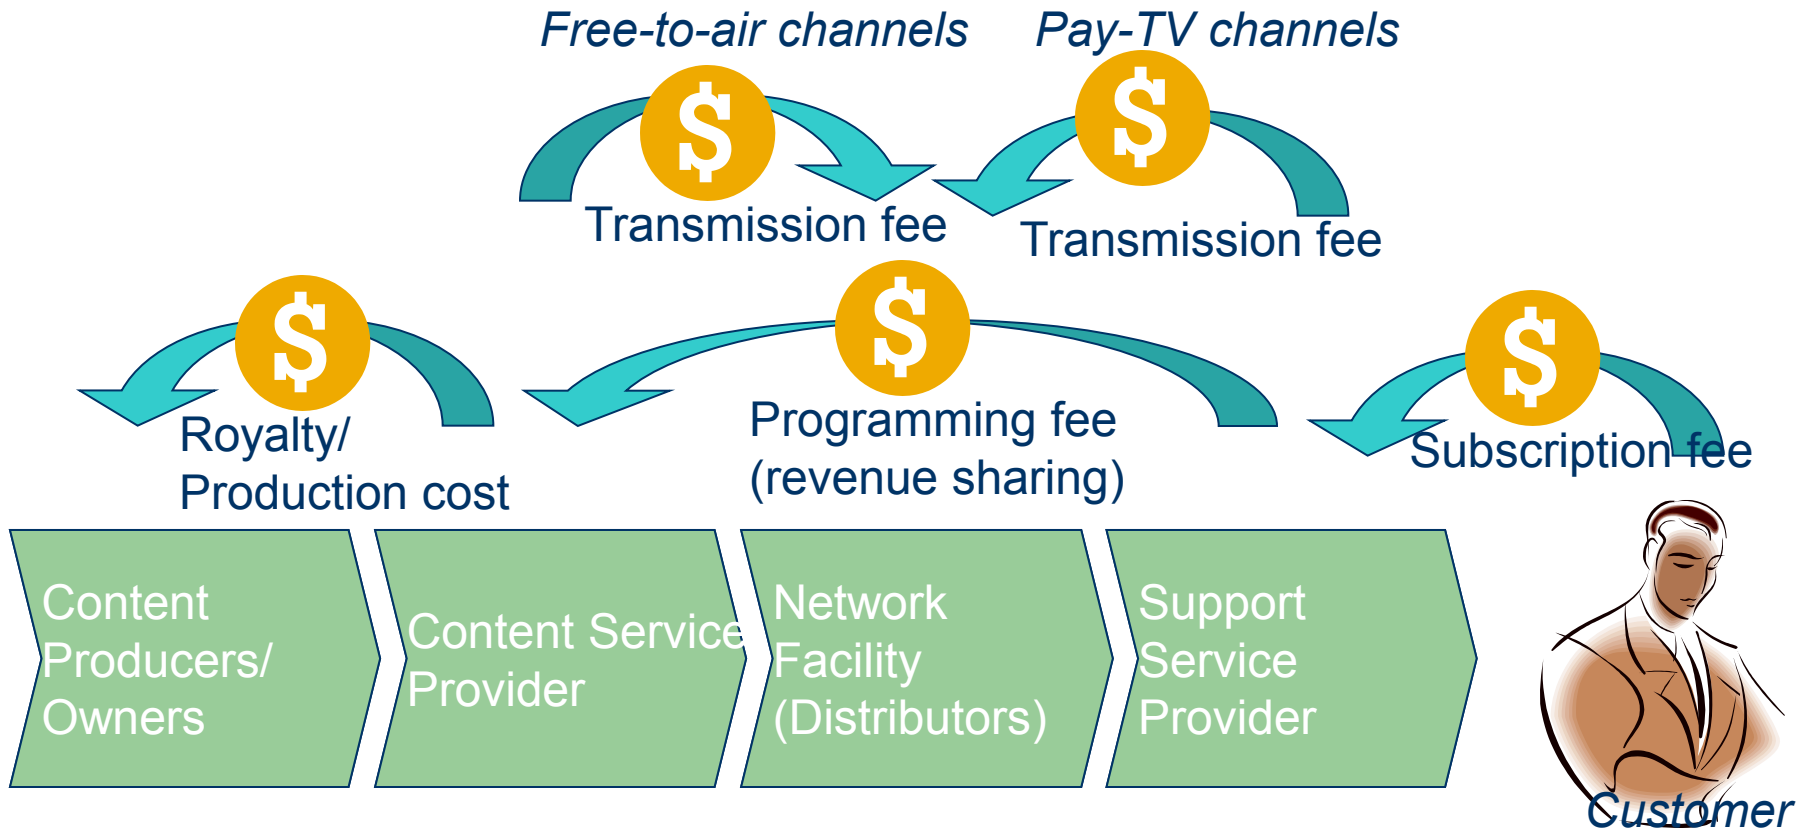 Free-to-air channels
Pay-TV channels
$
$
Transmission fee
Transmission fee
$
$
$
Royalty/
Production cost
Programming fee
(revenue sharing)
Subscription fee
Content
Producers/
Owners
Content Service
Provider
Network
Facility
(Distributors)
Support
Service
Provider
Customer